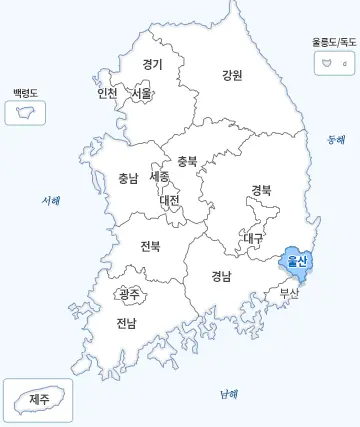 울릉도/독도
경기
강원
백령도
인천
서울
동해
충북
충남
세종
경북
서해
대전
대구
전북
울산
경남
광주
부산
전남
남해
제주